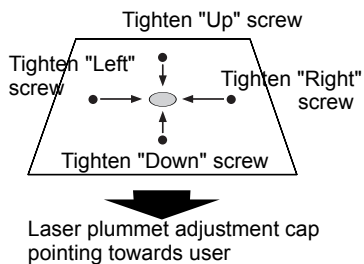 Tighten "Up" screw
Tighten "Left"
screw
Tighten "Right"
screw
Tighten "Down" screw
Laser plummet adjustment cap
pointing towards user